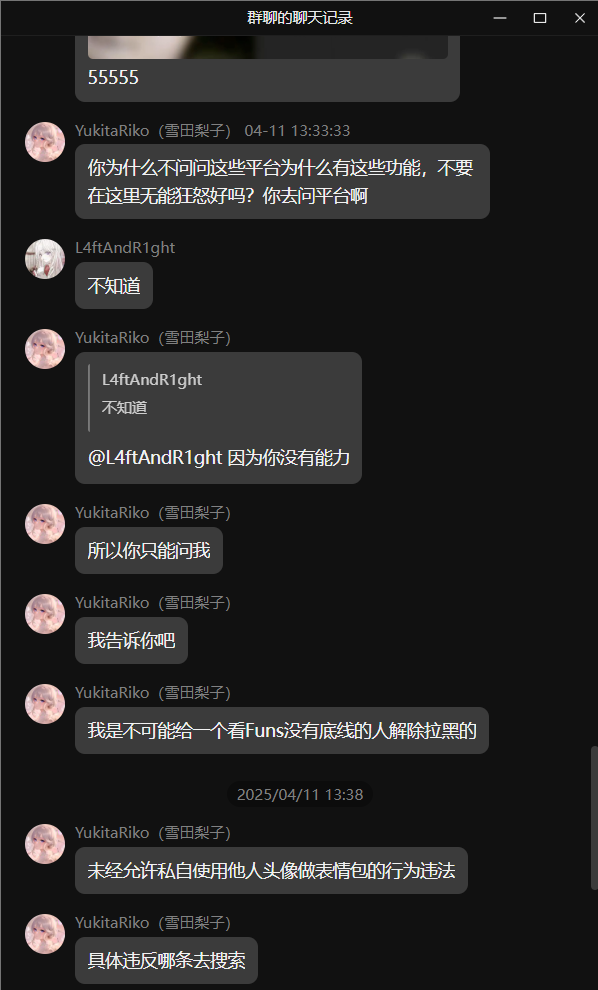 群聊的聊天记录
55555
YukitaRiko（雪田梨子） 04-11 13:33:33
你为什么不问问这些平台为什么有这些功能，不要
在这里无能狂怒好吗？你去问平台啊
L4ftAndR1ght
不知道
YukitaRiko（雪田梨子）
L4ftAndR1ght
不知道
@L4ftAndR1ght 因为你没有能力
YukitaRiko（雪田梨子）
所以你只能问我
YukitaRiko（雪田梨子）
我告诉你吧
YukitaRiko（雪田梨子）
我是不可能给一个看Funs没有底线的人解除拉黑的
2025/04/11 13:38
YukitaRiko（雪田梨子）
未经允许私自使用他人头像做表情包的行为违法
YukitaRiko（雪田梨子）
具体违反哪条去搜索